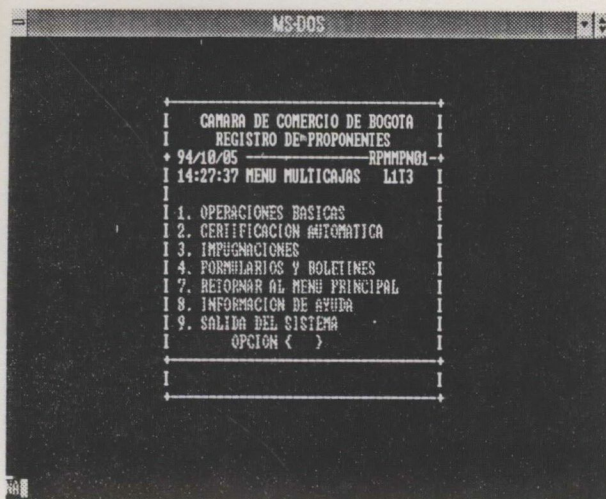 MS-DOS
CAMARA DE COMERCIO DE BOGOTA
REGISTRO DE PROPONENTES
94/10/05 RPMMPN01
14:27:37 MENU MULTICAJAS L1T3
1. OPERACIONES BASICAS
2. CERTIFICACION AUTOMATICA
3. IMPUGNACIONES
4. FORMULARIOS Y BOLETINES
7. RETORNAR AL MENU PRINCIPAL
8. INFORMACION DE AYUDA
9. SALIDA DEL SISTEMA
OPCION ( )